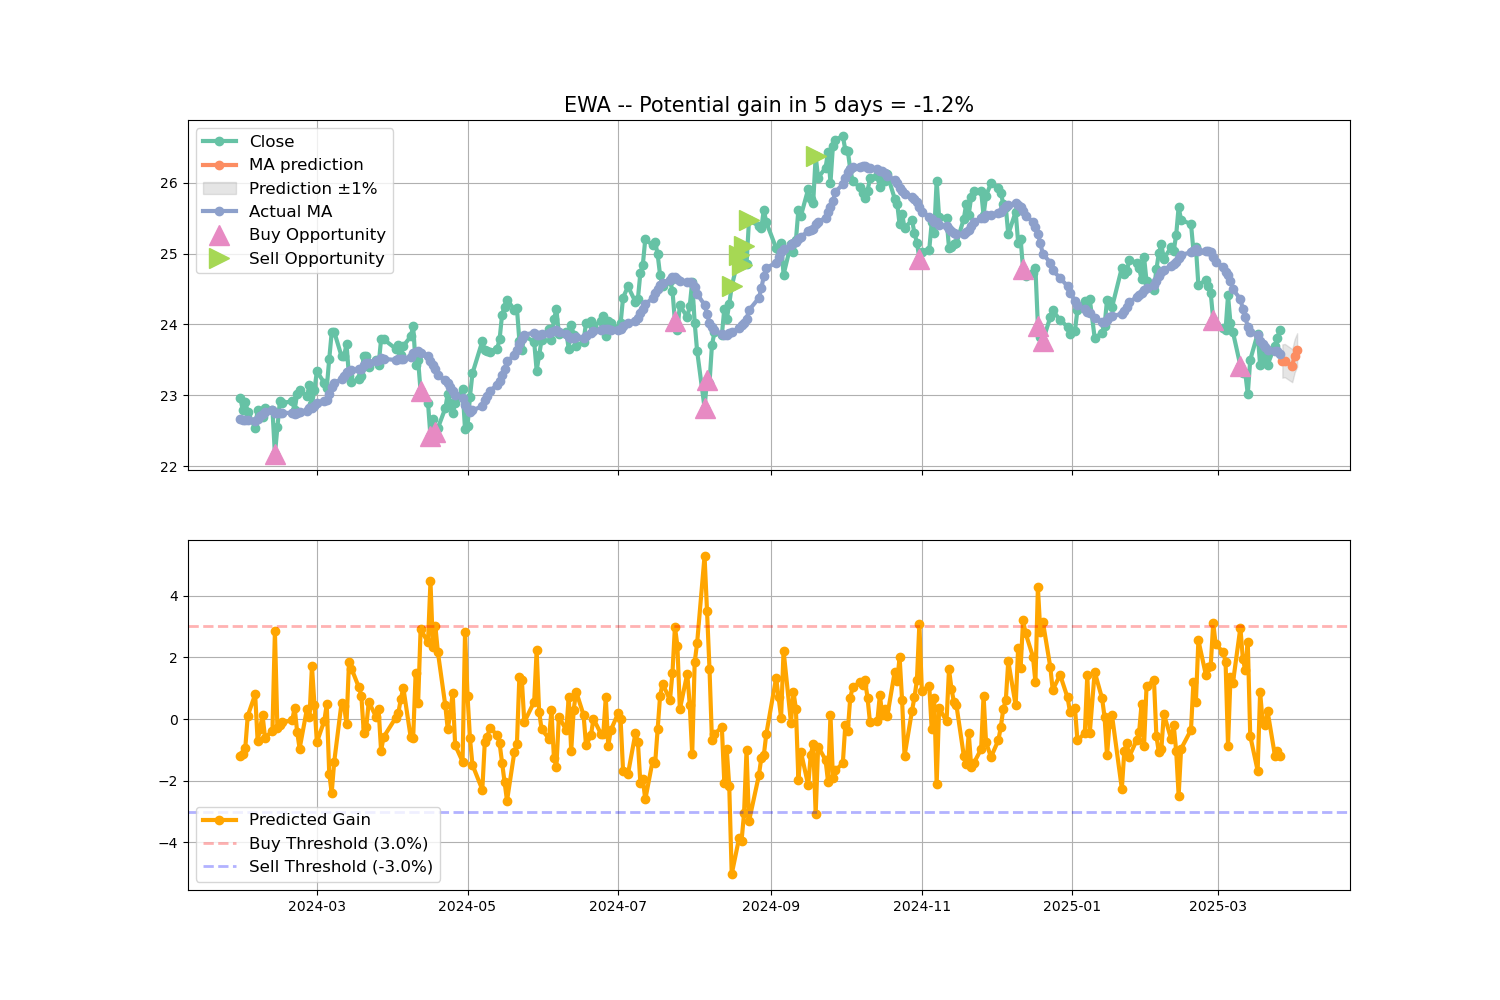 EWA -- Potential gain in 5 days = -1.2%
Close
MA prediction
Prediction ±1%
Actual MA
Buy Opportunity
Sell Opportunity
26
25
24
23
22
4
2
0
−2
−4
Predicted Gain
Buy Threshold (3.0%)
Sell Threshold (-3.0%)
2024-03 2024-05 2024-07 2024-09 2024-11 2025-01 2025-03